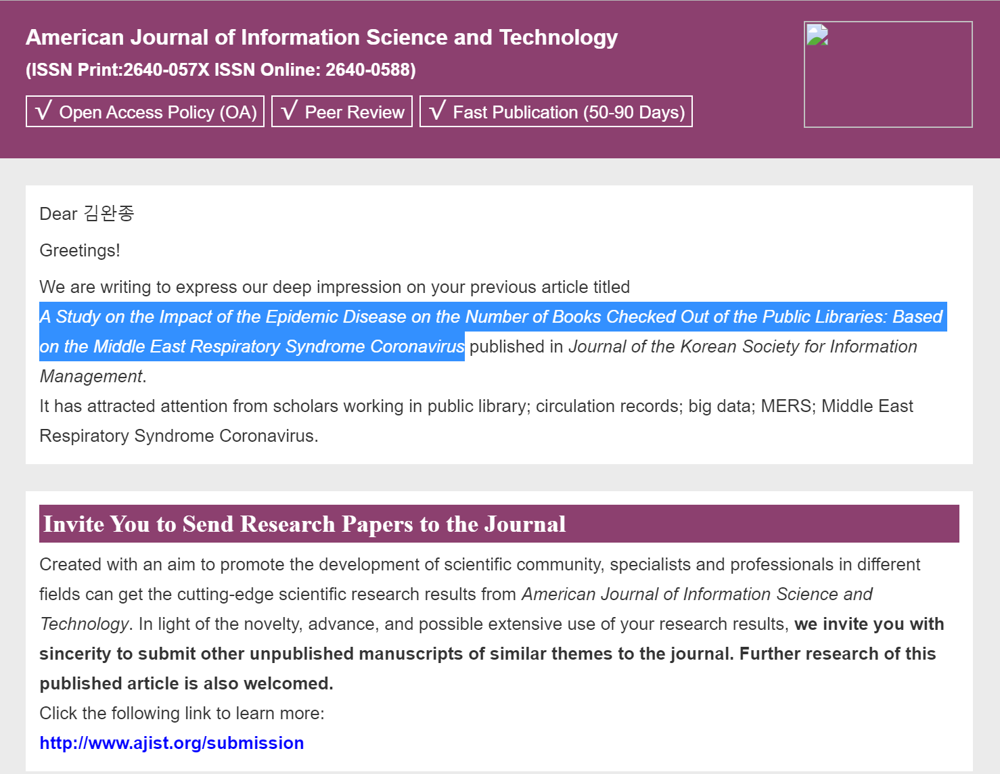 American Journal of Information Science and Technology
(ISSN Print:2640-057X ISSN Online: 2640-0588)
√ Open Access Policy (OA) √ Peer Review √ Fast Publication (50-90 Days)
Dear 김완종
Greetings!
We are writing to express our deep impression on your previous article titled
A Study on the Impact of the Epidemic Disease on the Number of Books Checked Out of the Public Libraries: Based
on the Middle East Respiratory Syndrome Coronavirus published in Journal of the Korean Society for Information
Management.
It has attracted attention from scholars working in public library; circulation records; big data; MERS; Middle East
Respiratory Syndrome Coronavirus.
Invite You to Send Research Papers to the Journal
Created with an aim to promote the development of scientific community, specialists and professionals in different
fields can get the cutting-edge scientific research results from American Journal of Information Science and
Technology. In light of the novelty, advance, and possible extensive use of your research results, we invite you with
sincerity to submit other unpublished manuscripts of similar themes to the journal. Further research of this
published article is also welcomed.
Click the following link to learn more:
http://www.ajist.org/submission